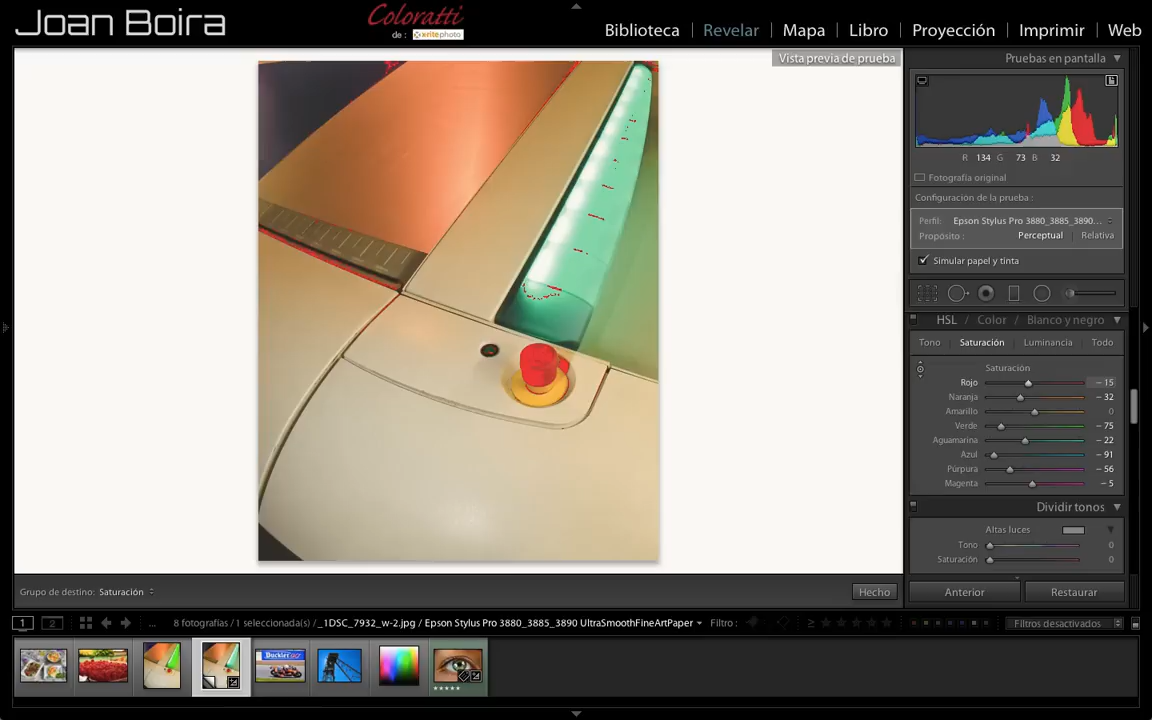 Joan Boira
Coloratti
de : xritephoto
Biblioteca | Revelar | Mapa | Libro | Proyección | Imprimir | Web
Vista previa de prueba
Pruebas en pantalla
R 134 G 73 B 32
Fotografía original
Configuración de la prueba :
Perfil: Epson Stylus Pro 3880_3885_3890...
Propósito : Perceptual | Relativa
Simular papel y tinta
HSL / Color / Blanco y negro
Tono Saturación Luminancia Todo
Saturación
Rojo − 15
Naranja − 32
Amarillo 0
Verde − 75
Aguamarina − 22
Azul − 91
Púrpura − 56
Magenta − 5
Dividir tonos
Altas luces
Tono 0
Saturación 0
Grupo de destino: Saturación
Hecho
Anterior
Restaurar
1 2 ... 8 fotografías / 1 seleccionada(s) / _1DSC_7932_w-2.jpg / Epson Stylus Pro 3880_3885_3890 UltraSmoothFineArtPaper Filtro : ≥ ★★★★★ Filtros desactivados
★★★★★